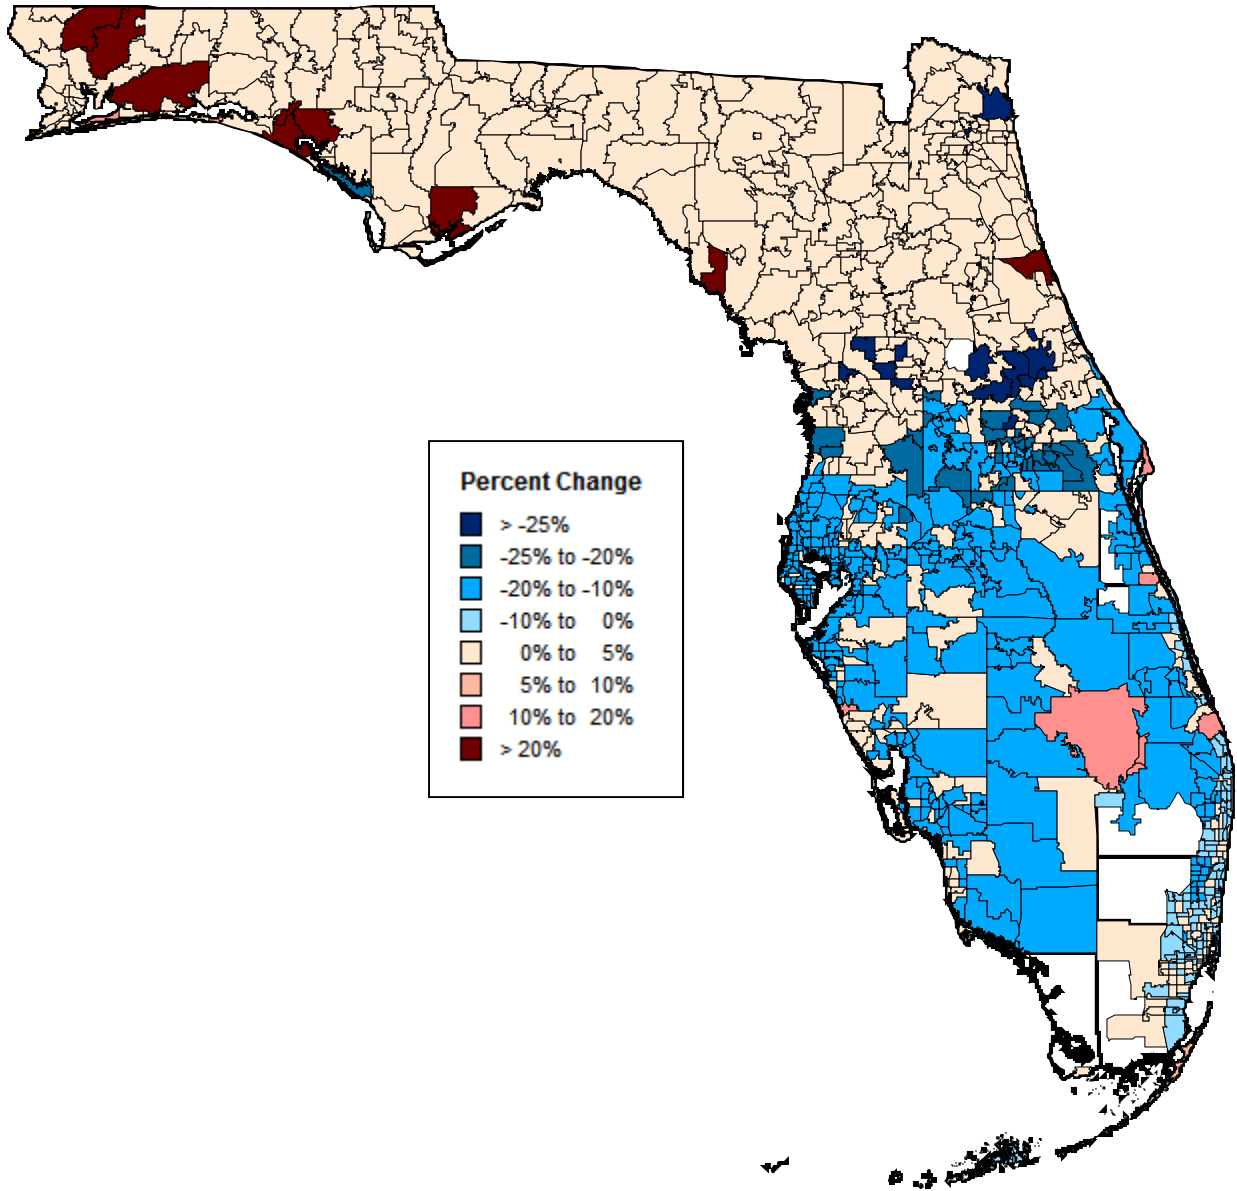 Percent Change
> -25%
-25% to -20%
-20% to -10%
-10% to 0%
0% to 5%
5% to 10%
10% to 20%
> 20%